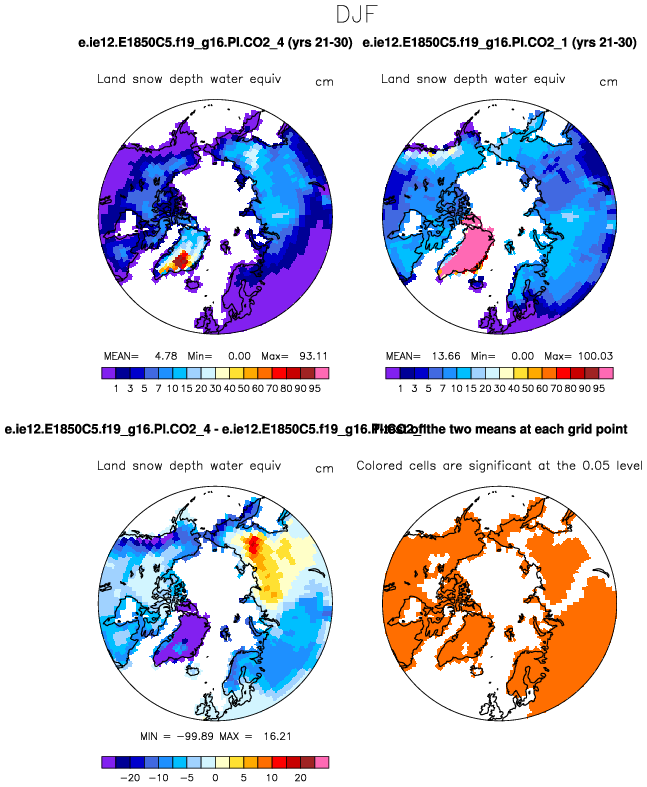 DJF
e.ie12.E1850C5.f19_g16.PI.CO2_4 (yrs 21-30) e.ie12.E1850C5.f19_g16.PI.CO2_1 (yrs 21-30)
Land snow depth water equiv cm Land snow depth water equiv cm
MEAN= 4.78 Min= 0.00 Max= 93.11 MEAN= 13.66 Min= 0.00 Max= 100.03
1 3 5 7 10 15 20 30 40 50 60 70 80 90 95 1 3 5 7 10 15 20 30 40 50 60 70 80 90 95
e.ie12.E1850C5.f19_g16.PI.CO2_4 - e.ie12.E1850C5.f19_g16. the two means at each grid point
Land snow depth water equiv cm Colored cells are significant at the 0.05 level
MIN = -99.89 MAX = 16.21
-20 -10 -5 0 5 10 20